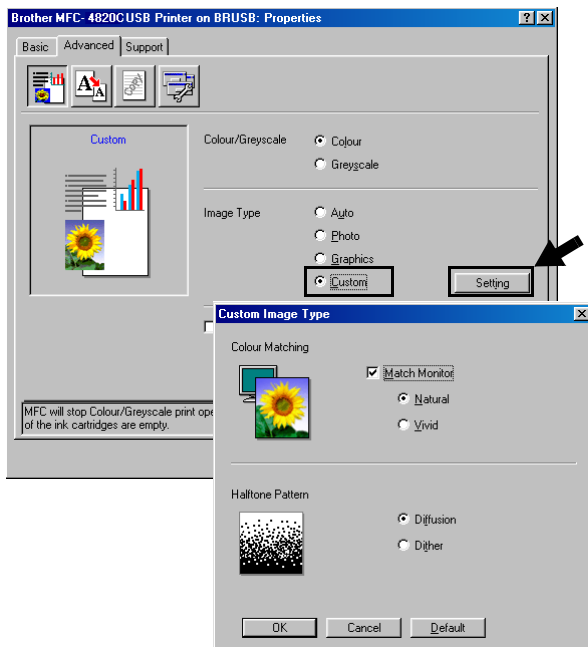 Brother MFC- 4820CUSB Printer on BRUSB: Properties
Basic Advanced Support
Copy
Custom
Colour/Greyscale
Colour
Greyscale
Image Type
Auto
Photo
Graphics
Custom
Setting
MFC will stop Colour/Greyscale print ope
of the ink cartridges are empty.
Custom Image Type
Colour Matching
Match Monitor
Natural
Vivid
Halftone Pattern
Diffusion
Dither
OK Cancel Default